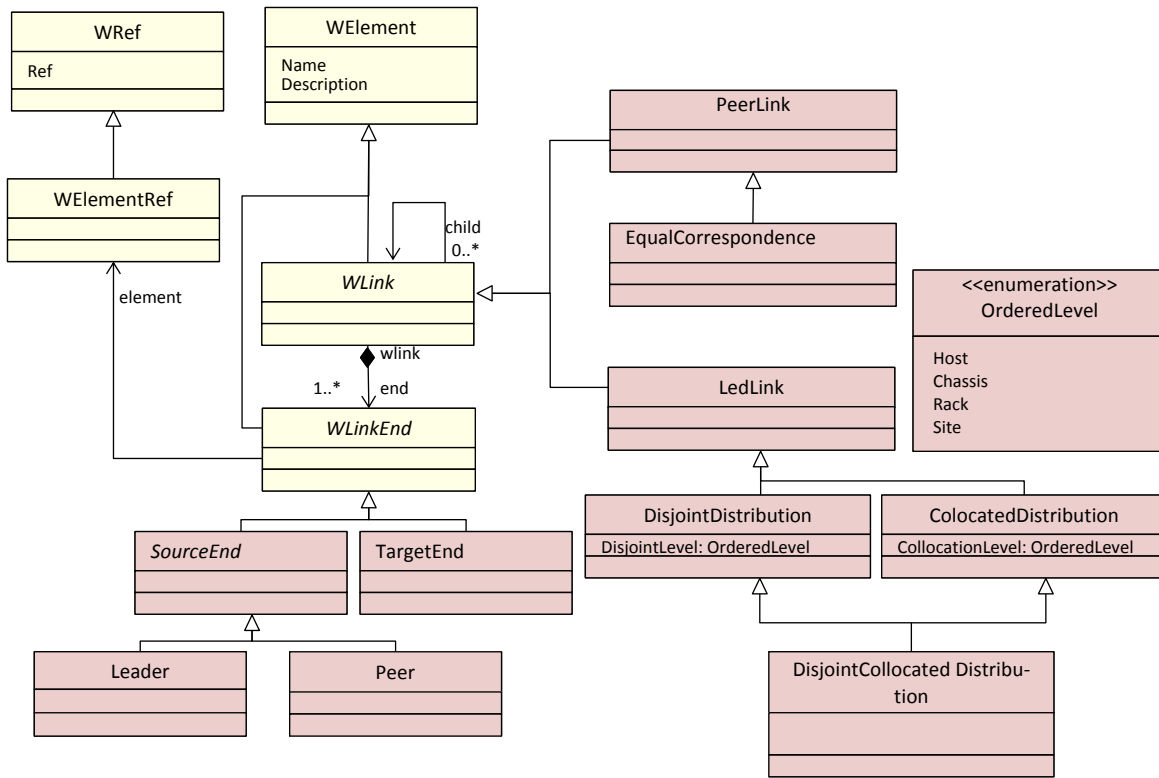 WRef
Ref
WElement
Name
Description
PeerLink
WElementRef
child
0..*
EqualCorrespondence
element
WLink
<<enumeration>>
OrderedLevel
Host
Chassis
Rack
Site
wlink
1..*
end
LedLink
WLinkEnd
DisjointDistribution
DisjointLevel: OrderedLevel
ColocatedDistribution
CollocationLevel: OrderedLevel
SourceEnd
TargetEnd
Leader
Peer
DisjointCollocated Distribu-
tion